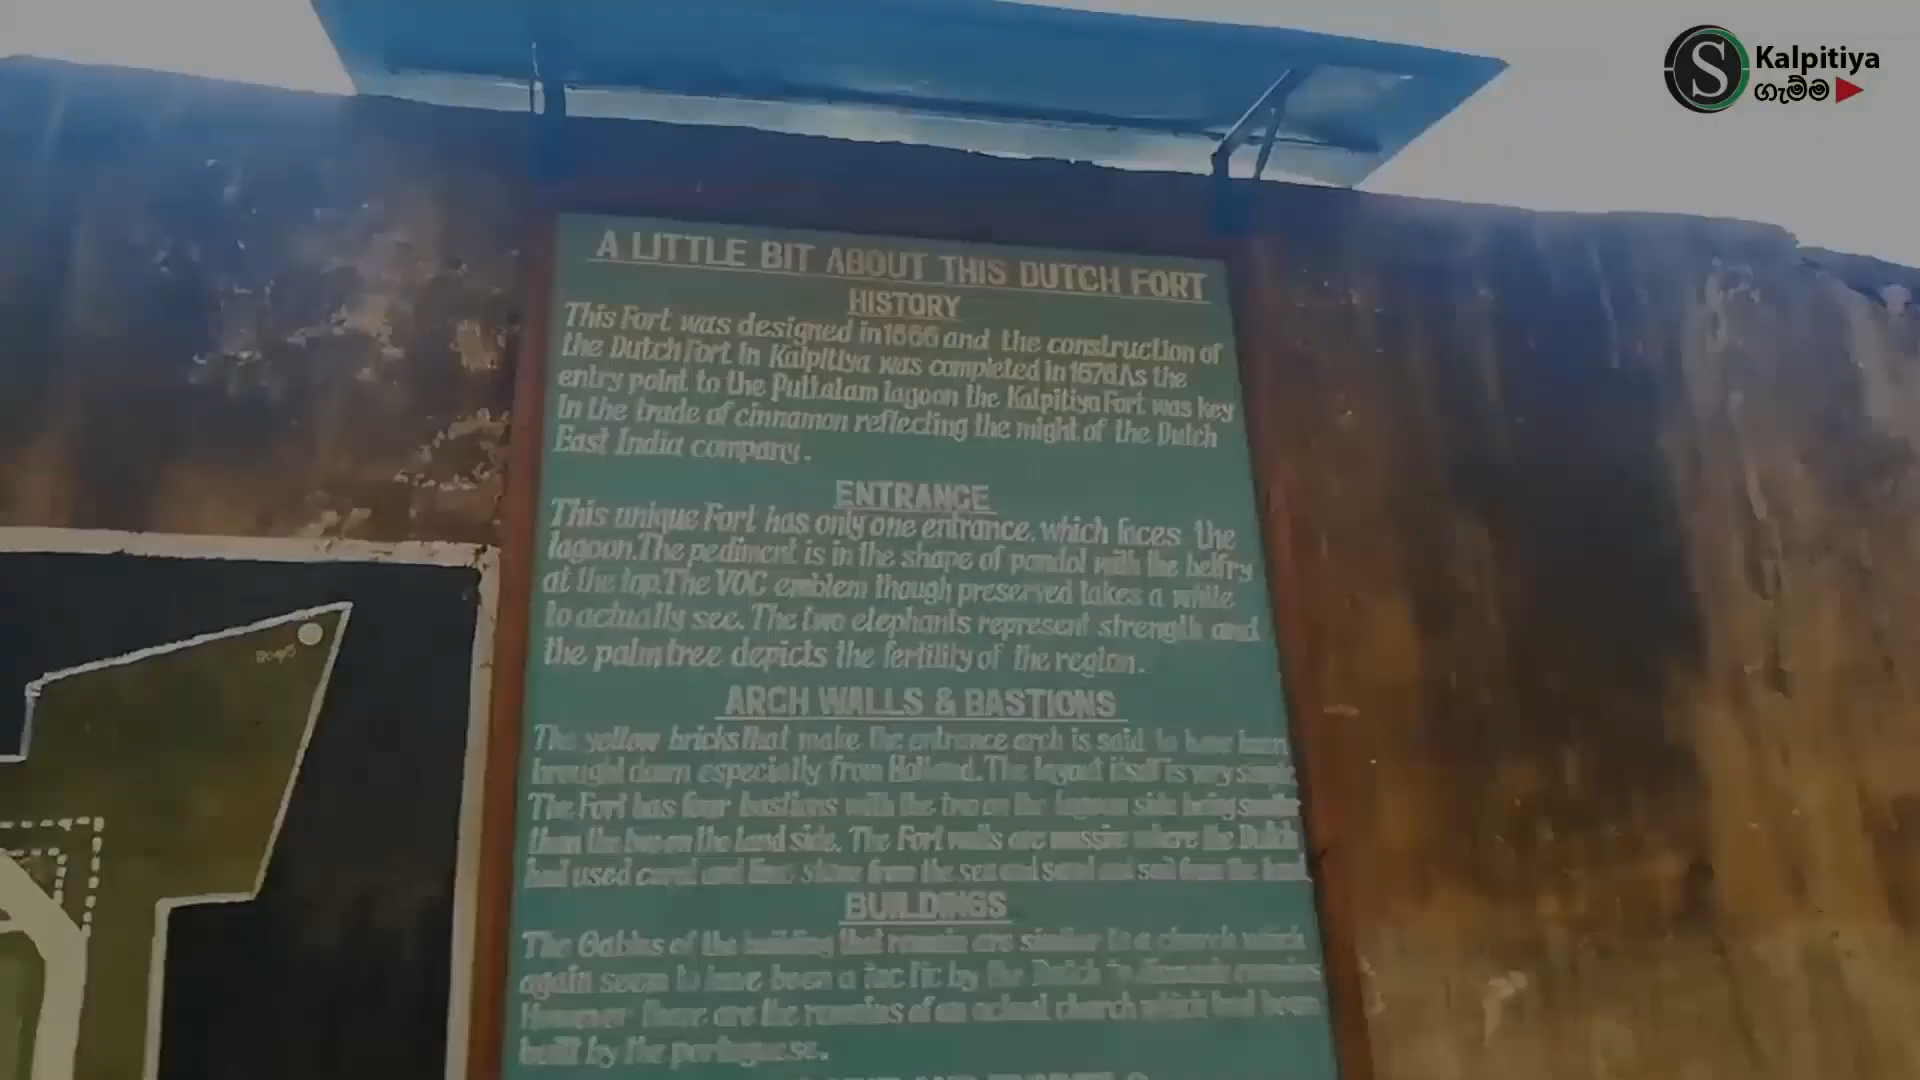 S Kalpitiya
ගැම්ම
A LITTLE BIT ABOUT THIS DUTCH FORT
HISTORY
This Fort was designed in 1666 and the construction of
the Dutch Fort in Kalpitiya was completed in 1676.As the
entry point to the Puttalam lagoon the Kalpitiya Fort was key
In the trade of cinnamon reflecting the might of the Dutch
East India company.
ENTRANCE
This unique Fort has only one entrance, which faces the
lagoon.The pediment is in the shape of pandol with the belfry
at the top.The VOC emblem though preserved takes a while
to actually see. The two elephants represent strength and
the palm tree depicts the fertility of the region.
ARCH WALLS & BASTIONS
The yellow bricks that make the entrance arch is said to have been
brought down especially from Holland. The layout itself is very
The Fort has four bastions with the two on the lagoon side being
than the two on the land side. The Fort walls are massive where the Dutch
had used coral and lime stone from the sea and sand and soil from the land.
BUILDINGS
The Gables of the building that remain are similar to a church which
again seem to have been a tactic by the Dutch to
However there are the remains of an actual church which had been
built by the portuguese.